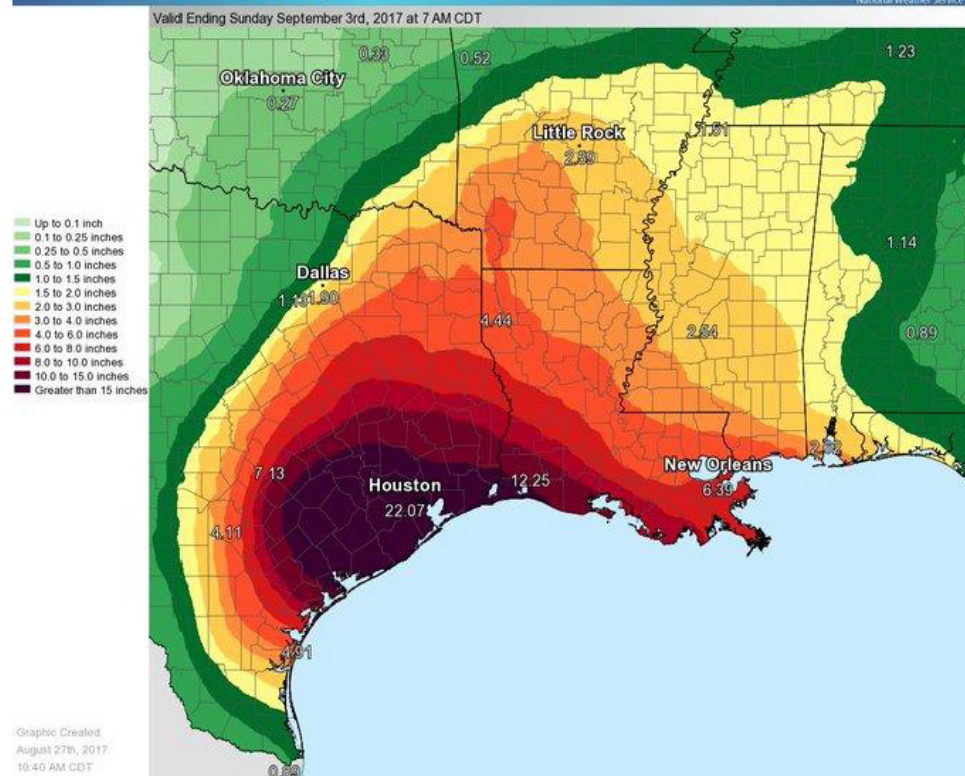 National Weather Service
Valid Ending Sunday September 3rd, 2017 at 7 AM CDT
0.33
0.52
1.23
Oklahoma City
0.27
Little Rock
2.89
1.51
Up to 0.1 inch
0.1 to 0.25 inches
0.25 to 0.5 inches
0.5 to 1.0 inches
1.0 to 1.5 inches
1.5 to 2.0 inches
2.0 to 3.0 inches
3.0 to 4.0 inches
4.0 to 6.0 inches
6.0 to 8.0 inches
8.0 to 10.0 inches
10.0 to 15.0 inches
Greater than 15 inches
1.14
Dallas
1.13
1.90
4.44
2.54
0.89
7.13
New Orleans
6.39
Houston
22.07
12.25
4.11
4.91
Graphic Created
August 27th, 2017
10:40 AM CDT